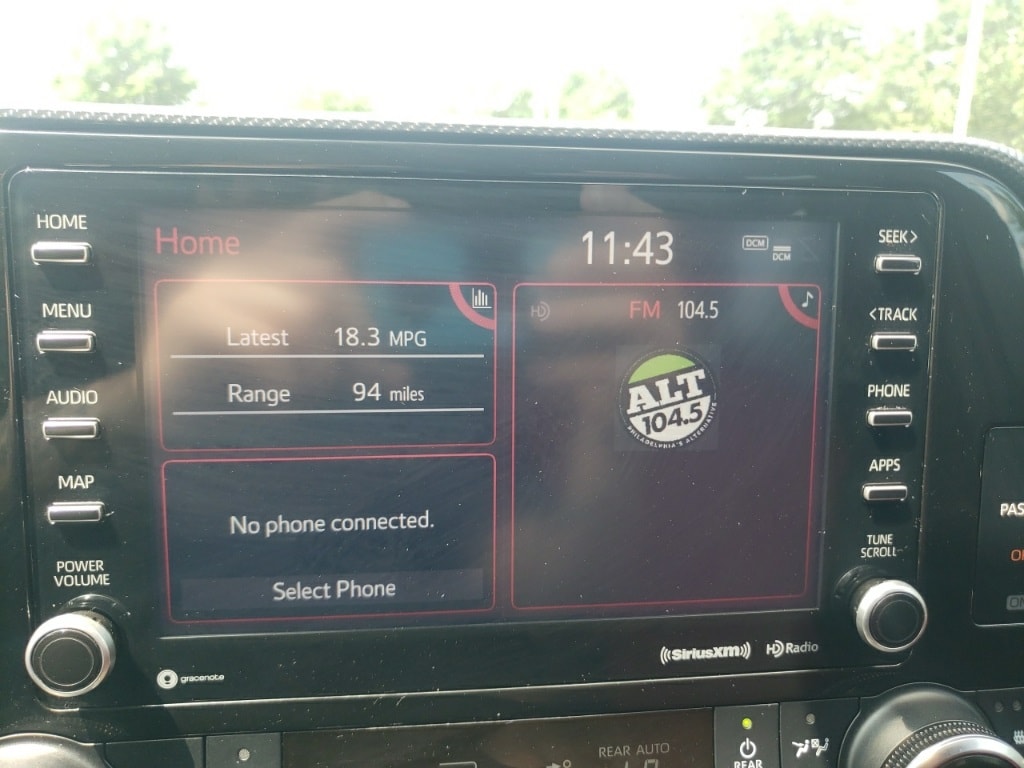 HOME
MENU
AUDIO
MAP
POWER
VOLUME
Home
11:43
DCM
DCM
Latest 18.3 MPG
Range 94 miles
No phone connected.
Select Phone
HD FM 104.5
ALT
104.5
PHILADELPHIA'S ALTERNATIVE
SEEK>
<TRACK
PHONE
APPS
TUNE
SCROLL
gracenote
((SiriusXM))
HD Radio
PAS
REAR AUTO
REAR